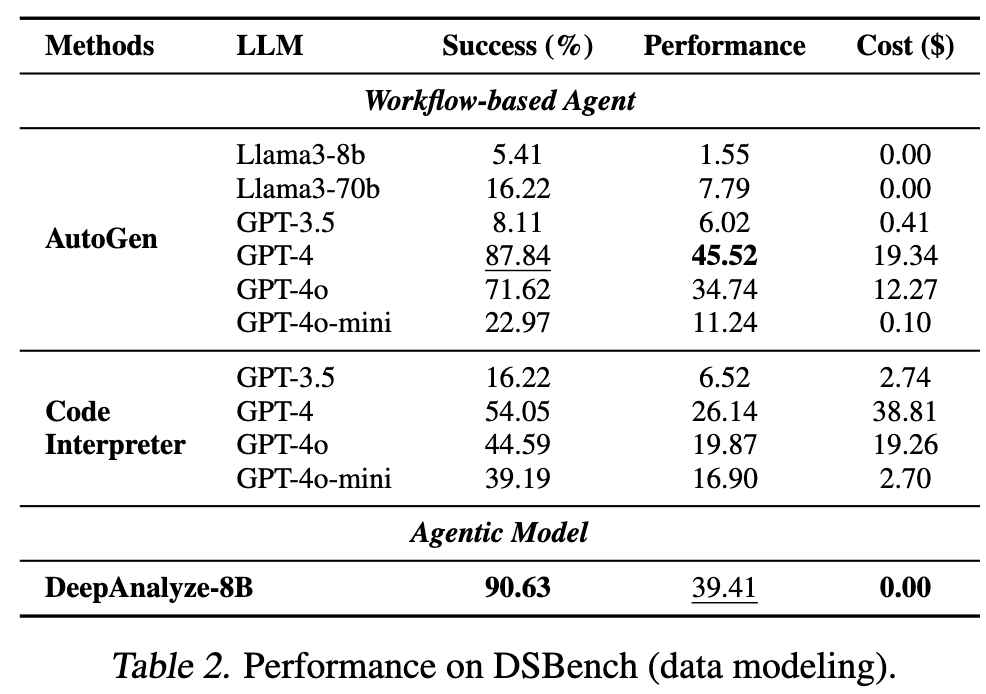 Methods LLM Success (%) Performance Cost ($)
Workflow-based Agent
AutoGen
Llama3-8b 5.41 1.55 0.00
Llama3-70b 16.22 7.79 0.00
GPT-3.5 8.11 6.02 0.41
GPT-4 87.84 45.52 19.34
GPT-4o 71.62 34.74 12.27
GPT-4o-mini 22.97 11.24 0.10
Code
Interpreter
GPT-3.5 16.22 6.52 2.74
GPT-4 54.05 26.14 38.81
GPT-4o 44.59 19.87 19.26
GPT-4o-mini 39.19 16.90 2.70
Agentic Model
DeepAnalyze-8B 90.63 39.41 0.00
Table 2. Performance on DSBench (data modeling).